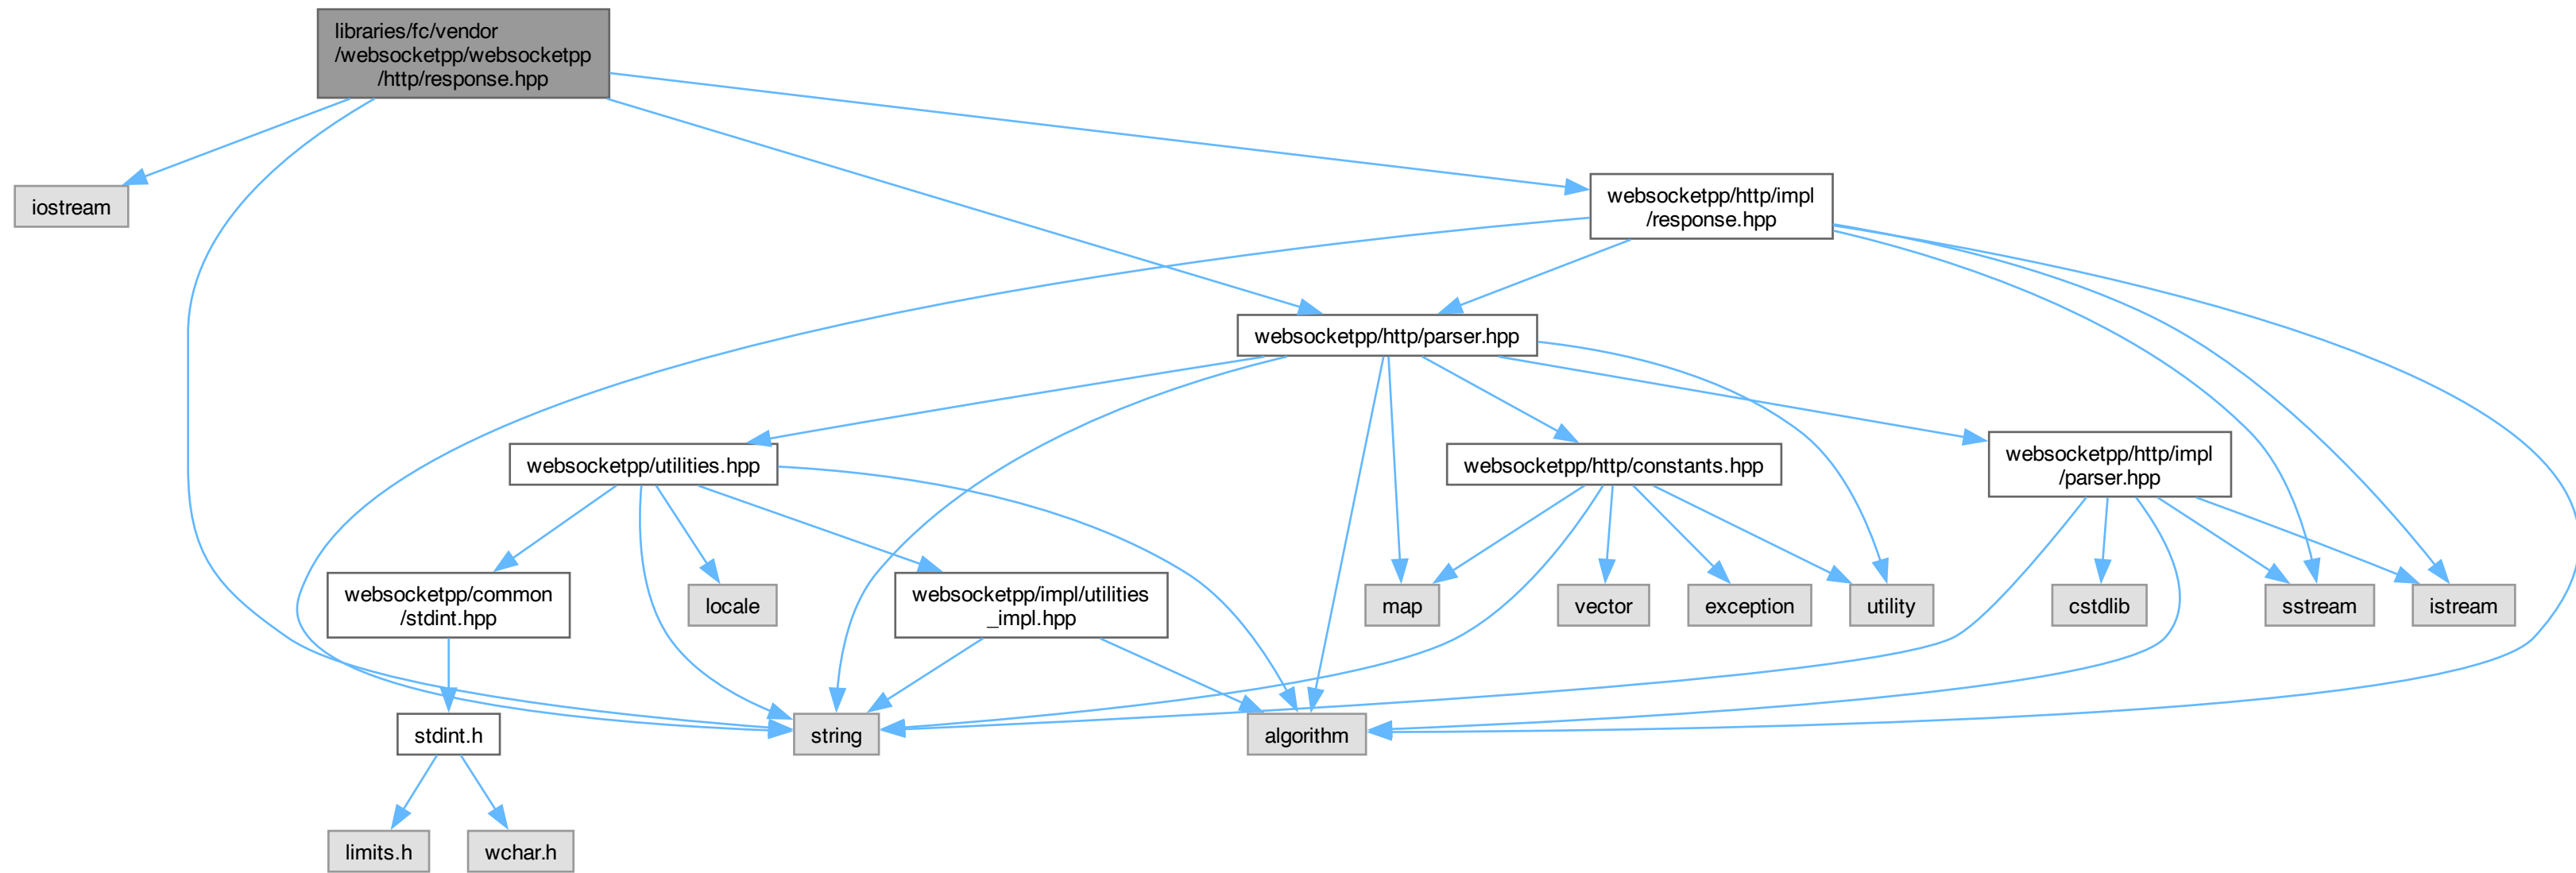 libraries/fc/vendor
/websocketpp/websocketpp
/http/response.hpp
iostream
websocketpp/http/impl
/response.hpp
websocketpp/http/parser.hpp
websocketpp/utilities.hpp
websocketpp/http/constants.hpp
websocketpp/http/impl
/parser.hpp
websocketpp/common
/stdint.hpp
locale
websocketpp/impl/utilities
_impl.hpp
map
vector
exception
utility
cstdlib
sstream
istream
stdint.h
string
algorithm
limits.h
wchar.h